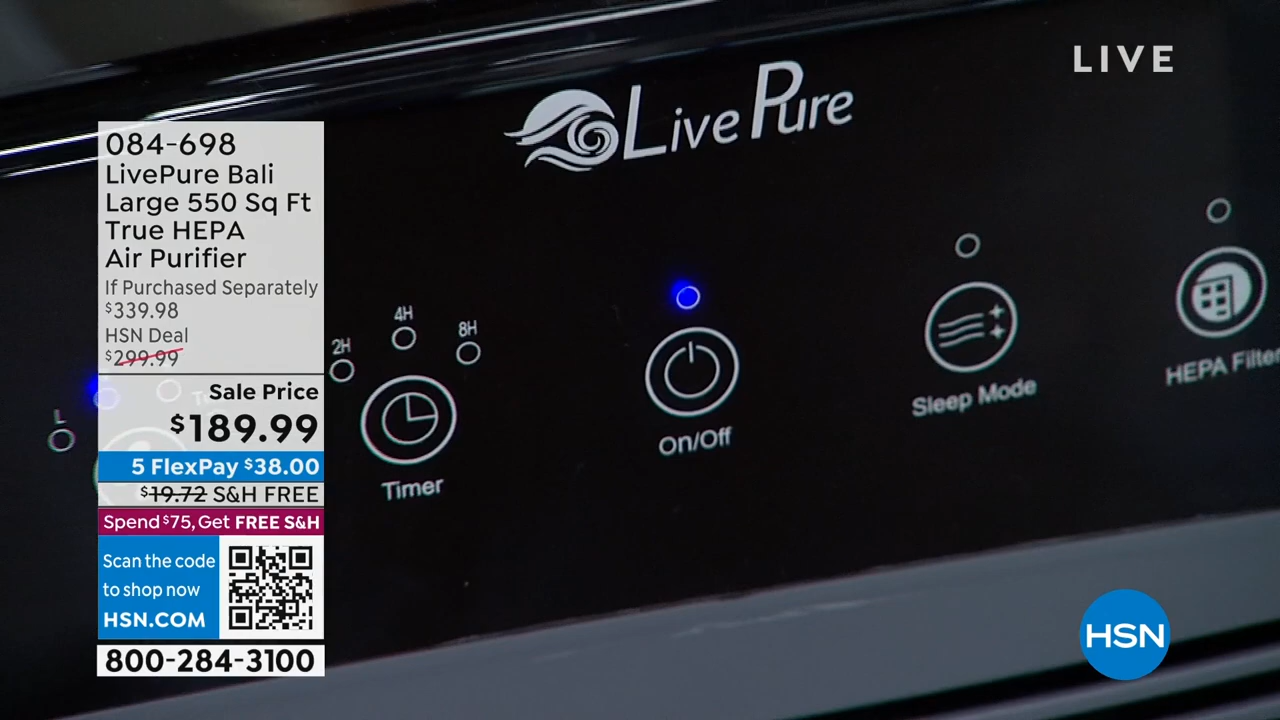 LIVE
Live Pure
084-698
LivePure Bali
Large 550 Sq Ft
True HEPA
Air Purifier
If Purchased Separately
$339.98
HSN Deal
$299.99
Sale Price
$189.99
5 FlexPay $38.00
$19.72 S&H FREE
Spend $75, Get FREE S&H
Scan the code
to shop now
HSN.COM
800-284-3100
L
2H
4H
8H
Timer
On/Off
Sleep Mode
HEPA Filter
HSN